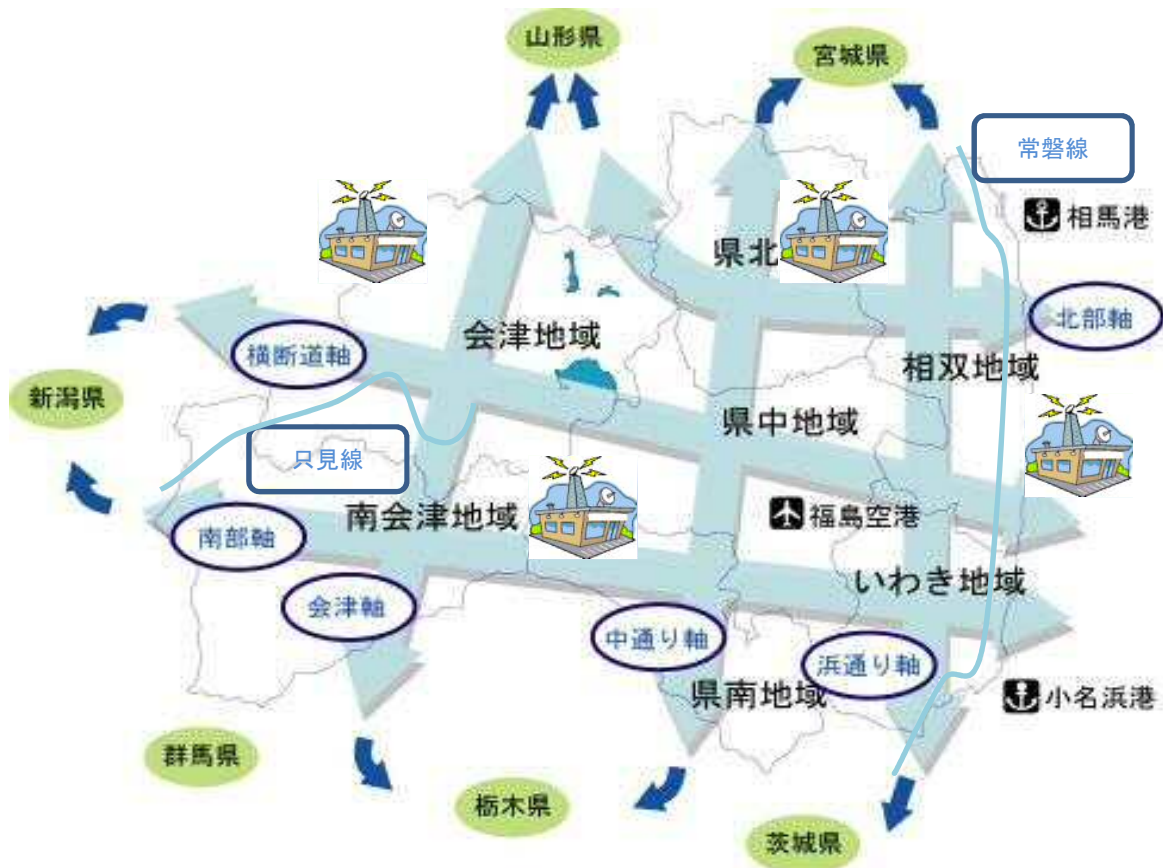 山形県
宮城県
常磐線
相馬港
県北
北部軸
会津地域
横断道軸
相双地域
新潟県
県中地域
只見線
南会津地域
福島空港
南部軸
いわき地域
会津軸
中通り軸
浜通り軸
県南地域
小名浜港
群馬県
栃木県
茨城県